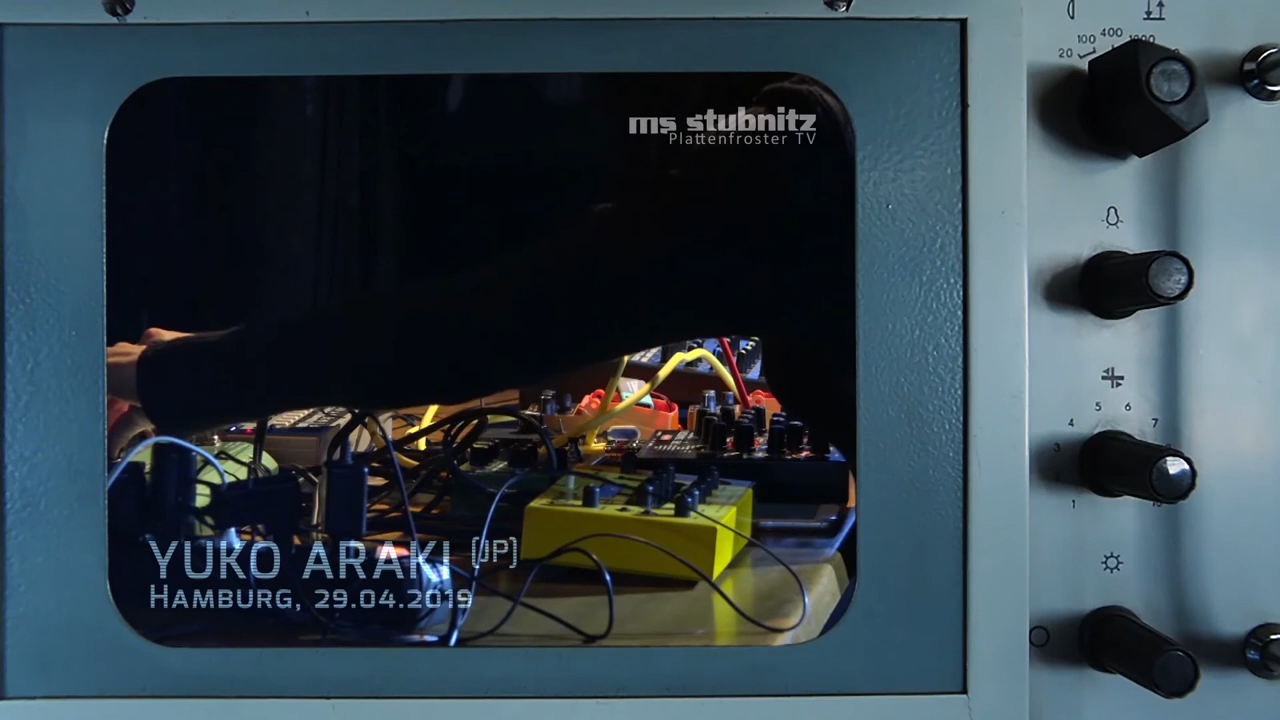 ms stubnitz
Plattenfroster TV
YUKO ARAKI [JP]
HAMBURG, 29.04.2019
20 100 400 1000
5 6
4 7
3
1 10